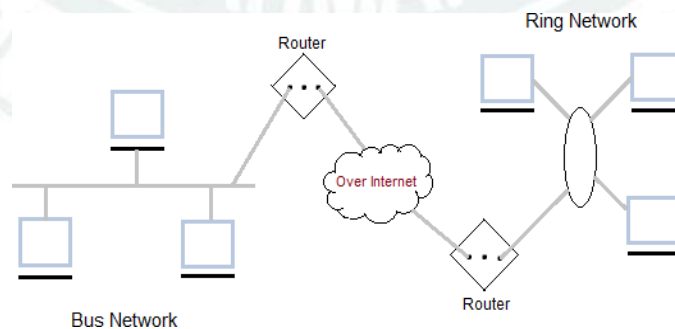 Ring Network
Router
Over Internet
Router
Bus Network